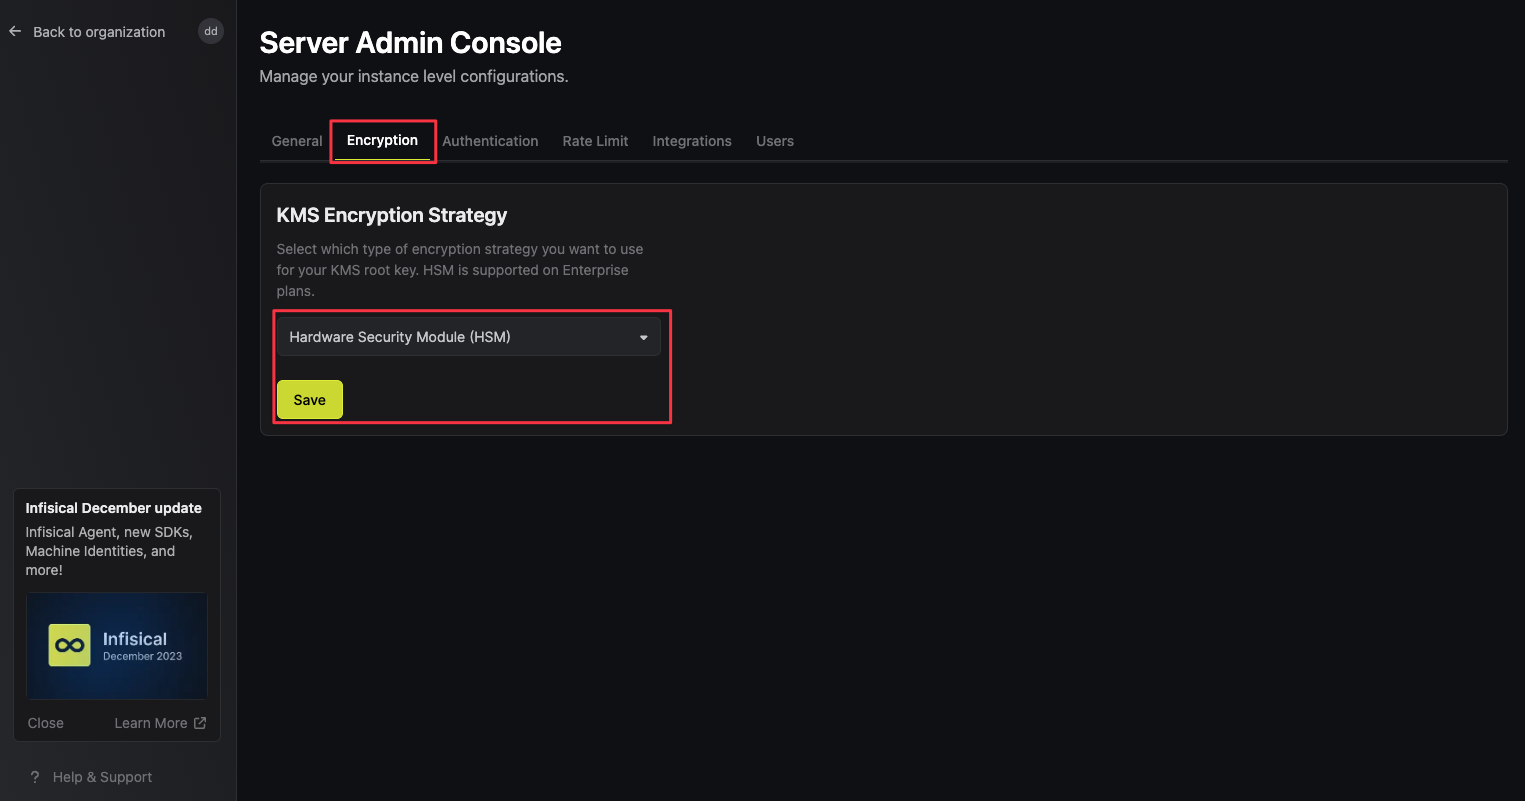 Back to organization
dd
Server Admin Console
Manage your instance level configurations.
General Encryption Authentication Rate Limit Integrations Users
KMS Encryption Strategy
Select which type of encryption strategy you want to use
for your KMS root key. HSM is supported on Enterprise
plans.
Hardware Security Module (HSM)
Save
Infisical December update
Infisical Agent, new SDKs,
Machine Identities, and
more!
Infisical
December 2023
Close Learn More
? Help & Support